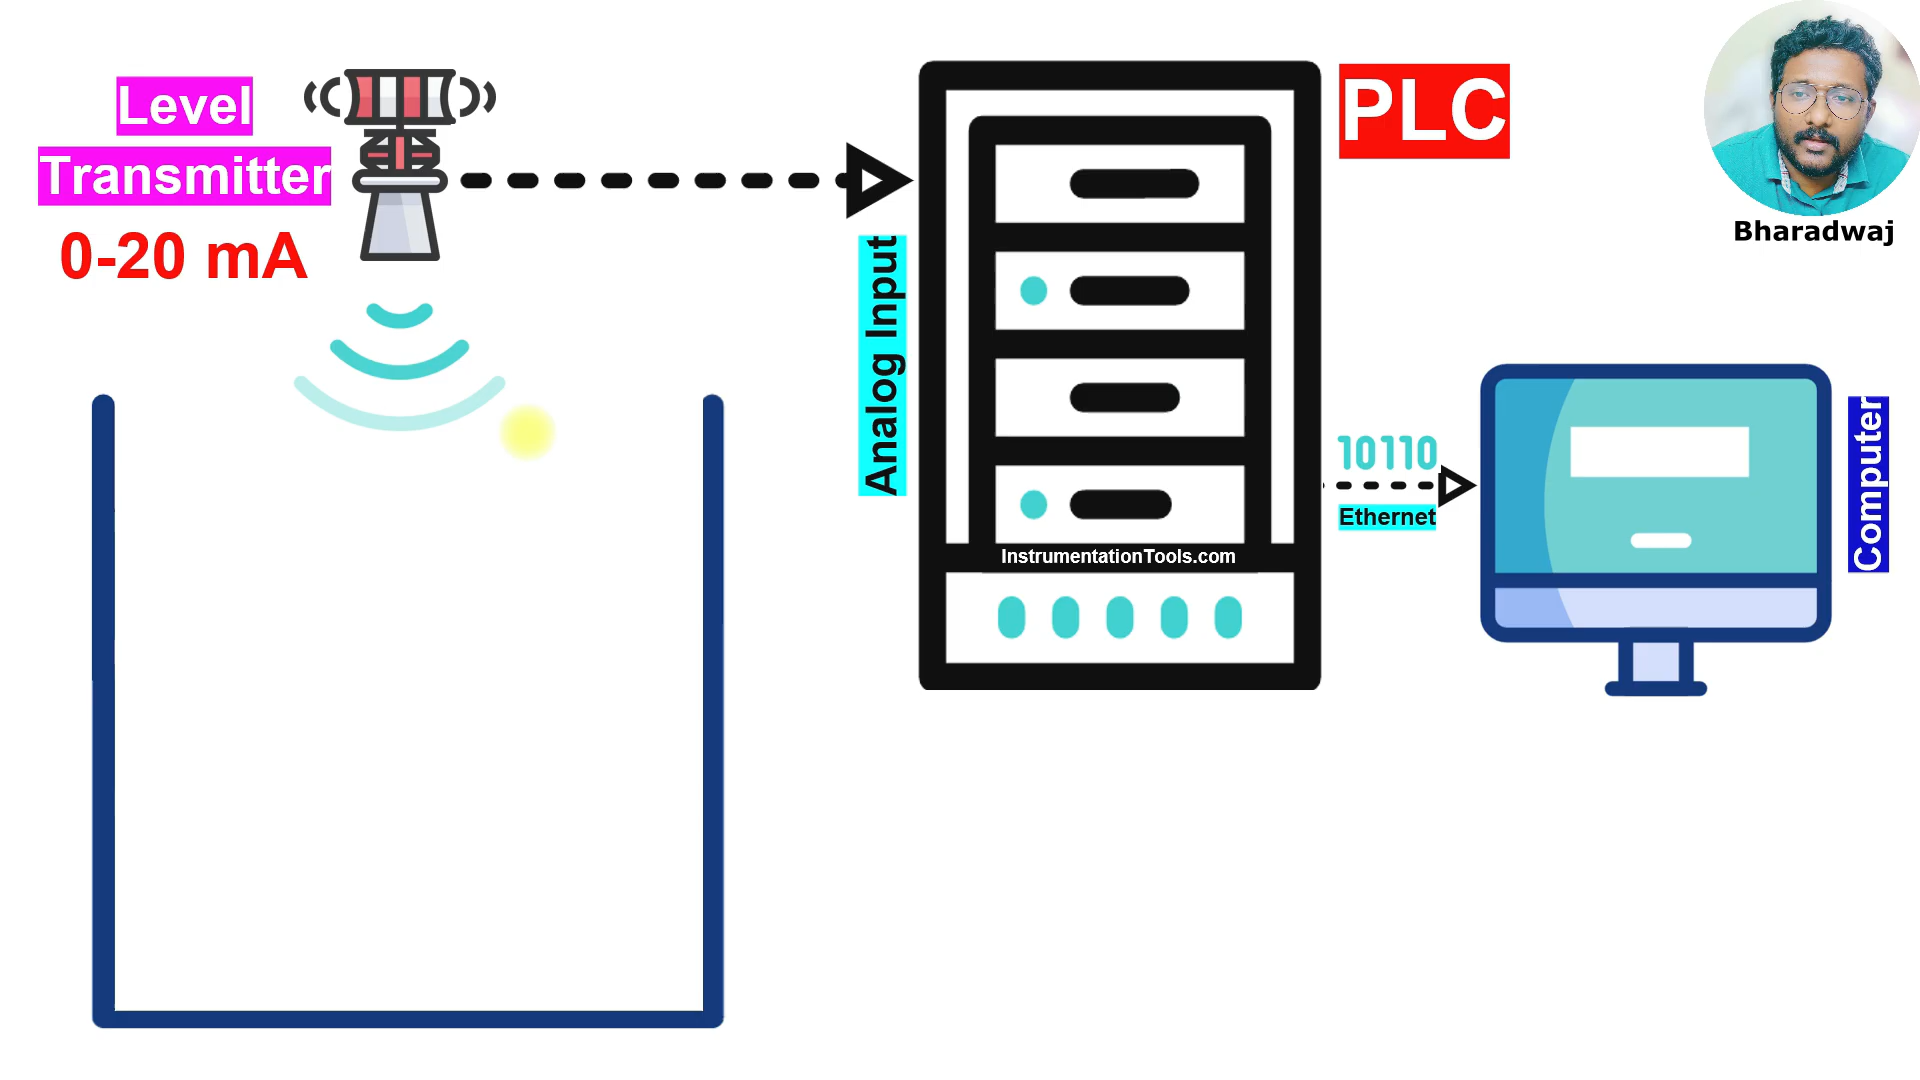 Level
Transmitter
0-20 mA
Analog Input
PLC
InstrumentationTools.com
10110
Ethernet
Computer
Bharadwaj